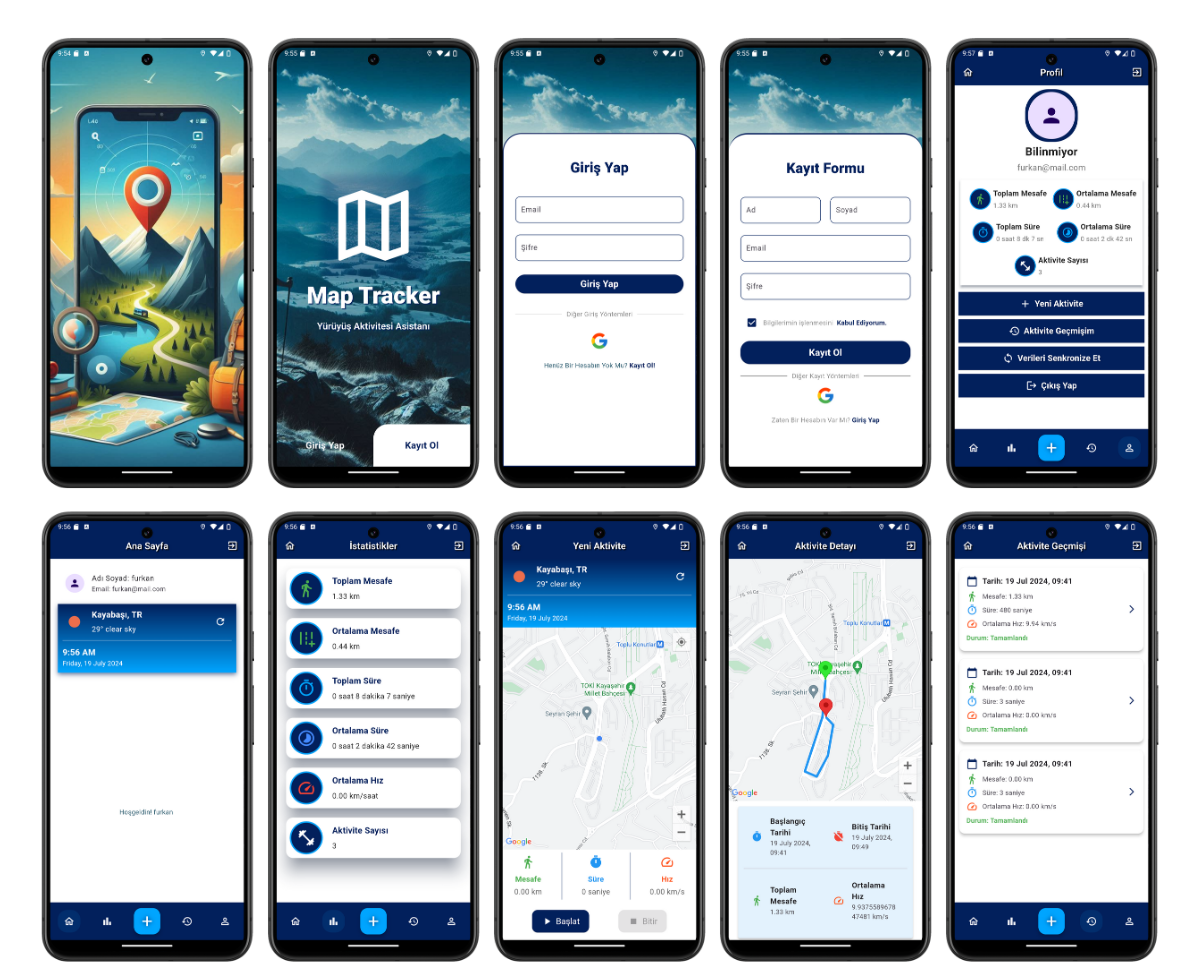 9:54
1,40
9:55
Map Tracker
Yürüyüş Aktivitesi Asistanı
Giriş Yap
Kayıt Ol
9:55
Giriş Yap
Email
Şifre
Giriş Yap
Diğer Giriş Yöntemleri
Henüz Bir Hesabın Yok Mu? Kayıt Ol!
9:55
Kayıt Formu
Ad
Soyad
Email
Şifre
Bilgilerimin işlenmesini Kabul Ediyorum.
Kayıt Ol
Diğer Kayıt Yöntemleri
Zaten Bir Hesabın Var Mı? Giriş Yap
9:57
Profil
Bilinmiyor
furkan@mail.com
Toplam Mesafe
1.33 km
Ortalama Mesafe
0.44 km
Toplam Süre
0 saat 8 dk 7 sn
Ortalama Süre
0 saat 2 dk 42 sn
Aktivite Sayısı
3
+ Yeni Aktivite
Aktivite Geçmişim
Verileri Senkronize Et
Çıkış Yap
9:56
Ana Sayfa
Adı Soyad: furkan
Email: furkan@mail.com
Kayabaşı, TR
29° clear sky
9:56 AM
Friday, 19 July 2024
Hoşgeldin! furkan
9:56
İstatistikler
Toplam Mesafe
1.33 km
Ortalama Mesafe
0.44 km
Toplam Süre
0 saat 8 dakika 7 saniye
Ortalama Süre
0 saat 2 dakika 42 saniye
Ortalama Hız
0.00 km/saat
Aktivite Sayısı
3
9:56
Yeni Aktivite
Kayabaşı, TR
29° clear sky
9:56 AM
Friday, 19 July 2024
Toplu Konutlar
TOKİ Kayaşehir
Millet Bahçesi
Seyran Şehir
1136. Sk.
Google
Mesafe
0.00 km
Süre
0 saniye
Hız
0.00 km/s
Başlat
Bitir
9:56
Aktivite Detayı
Toplu Konutlar
Seyran Şehir
1136. Sk.
Google
Başlangıç
Tarihi
19 July 2024,
09:41
Bitiş Tarihi
19 July 2024,
09:49
Toplam
Mesafe
1.33 km
Ortalama
Hız
9.9375589678
47481 km/s
9:56
Aktivite Geçmişi
Tarih: 19 Jul 2024, 09:41
Mesafe: 1.33 km
Süre: 480 saniye
Ortalama Hız: 9.94 km/s
Durum: Tamamlandı
Tarih: 19 Jul 2024, 09:41
Mesafe: 0.00 km
Süre: 3 saniye
Ortalama Hız: 0.00 km/s
Durum: Tamamlandı
Tarih: 19 Jul 2024, 09:41
Mesafe: 0.00 km
Süre: 3 saniye
Ortalama Hız: 0.00 km/s
Durum: Tamamlandı